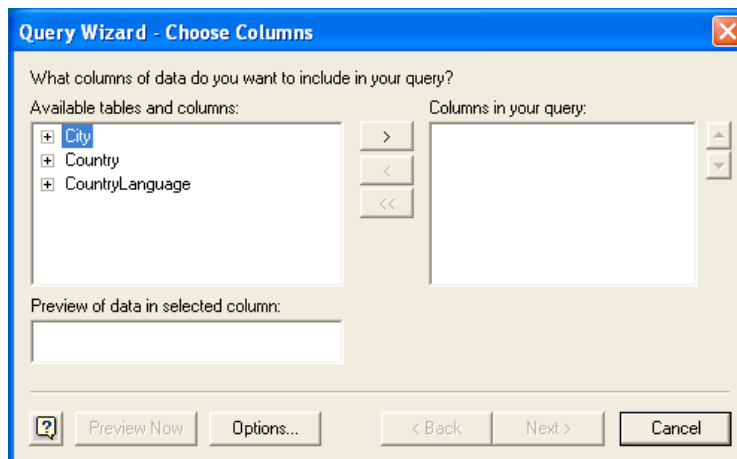 Query Wizard - Choose Columns
What columns of data do you want to include in your query?
Available tables and columns:
Columns in your query:
City
Country
CountryLanguage
>
<
<<
Preview of data in selected column:
Preview Now
Options...
< Back
Next >
Cancel